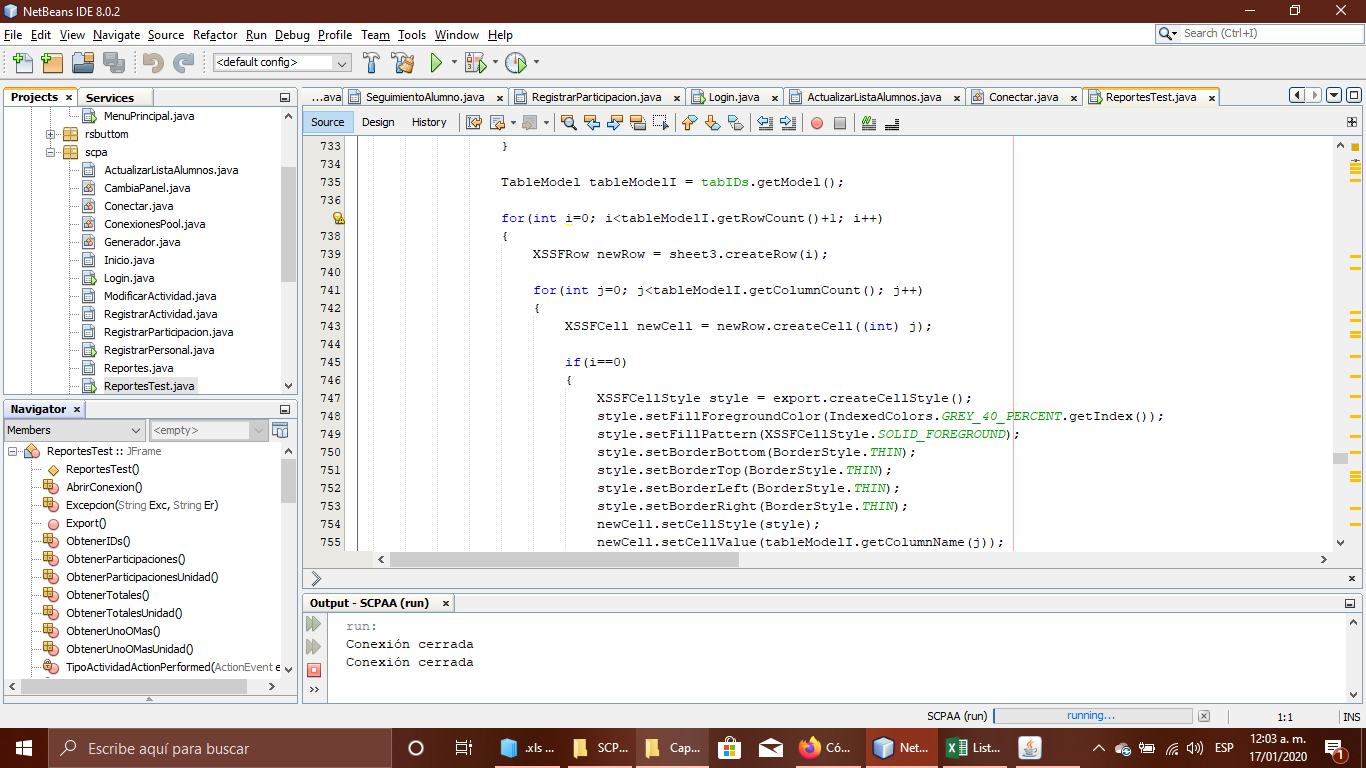 NetBeans IDE 8.0.2
File Edit View Navigate Source Refactor Run Debug Profile Team Tools Window Help
Search (Ctrl+I)
<default config>
Projects
Services
MenuPrincipal.java
rsbuttom
scpa
ActualizarListaAlumnos.java
CambiaPanel.java
Conectar.java
ConexionesPool.java
Generador.java
Inicio.java
Login.java
ModificarActividad.java
RegistrarActividad.java
RegistrarParticipacion.java
RegistrarPersonal.java
Reportes.java
ReportesTest.java
Navigator
Members
<empty>
ReportesTest :: JFrame
ReportesTest()
AbrirConexion()
Excepcion(String Exc, String Er)
Export()
ObtenerIDs()
ObtenerParticipaciones()
ObtenerParticipacionesUnidad()
ObtenerTotales()
ObtenerTotalesUnidad()
ObtenerUnoOMas()
ObtenerUnoOMasUnidad()
TipoActividadActionPerformed(ActionEvent e
...ava SeguimientoAlumno.java RegistrarParticipacion.java Login.java ActualizarListaAlumnos.java Conectar.java ReportesTest.java
Source Design History
733 }
734
735 TableModel tableModelI = tabIDs.getModel();
736
for(int i=0; i<tableModelI.getRowCount()+1; i++)
738 {
739 XSSFRow newRow = sheet3.createRow(i);
740
741 for(int j=0; j<tableModelI.getColumnCount(); j++)
742 {
743 XSSFCell newCell = newRow.createCell((int) j);
744
745 if(i==0)
746 {
747 XSSFCellStyle style = export.createCellStyle();
748 style.setFillForegroundColor(IndexedColors.GREY_40_PERCENT.getIndex());
749 style.setFillPattern(XSSFCellStyle.SOLID_FOREGROUND);
750 style.setBorderBottom(BorderStyle.THIN);
751 style.setBorderTop(BorderStyle.THIN);
752 style.setBorderLeft(BorderStyle.THIN);
753 style.setBorderRight(BorderStyle.THIN);
754 newCell.setCellStyle(style);
755 newCell.setCellValue(tableModelI.getColumnName(j));
Output - SCPAA (run)
run:
Conexión cerrada
Conexión cerrada
SCPAA (run)
running...
1:1
INS
Escribe aquí para buscar
.xls ...
SCP...
Cap...
Có...
Net...
List...
ESP
12:03 a. m.
17/01/2020
1